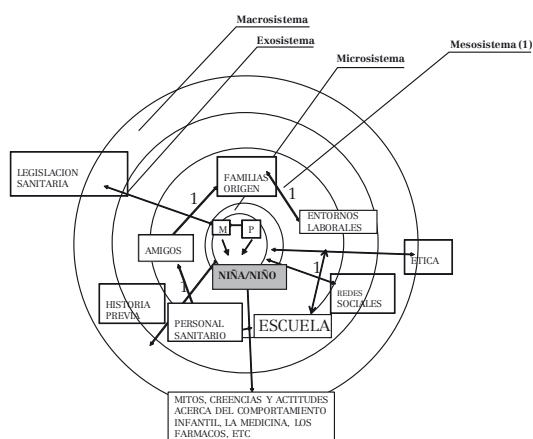 Macrosistema
Exosistema
Mesosistema (1)
Microsistema
LEGISLACION
SANITARIA
FAMILIAS
ORIGEN
1
1
ENTORNOS
LABORALES
M
P
AMIGOS
ETICA
NIÑA/NIÑO
1
1
REDES
SOCIALES
HISTORIA
PREVIA
PERSONAL
SANITARIO
ESCUELA
MITOS, CREENCIAS Y ACTITUDES
ACERCA DEL COMPORTAMIENTO
INFANTIL, LA MEDICINA, LOS
FARMACOS, ETC